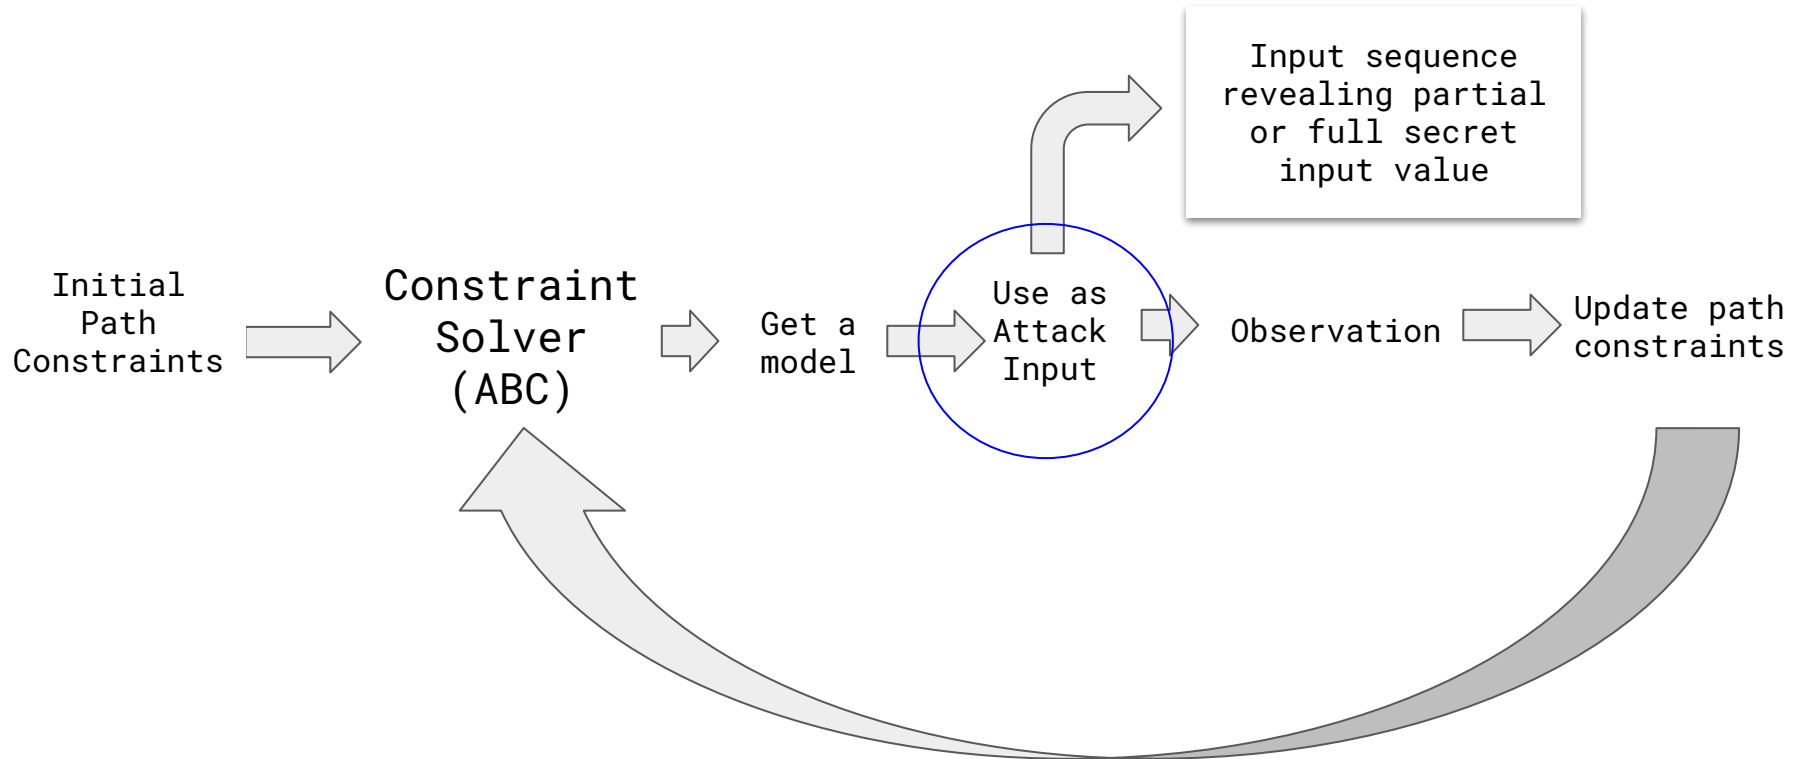 Input sequence
revealing partial
or full secret
input value
Initial
Path
Constraints
Constraint
Solver
(ABC)
Get a
model
Use as
Attack
Input
Observation
Update path
constraints